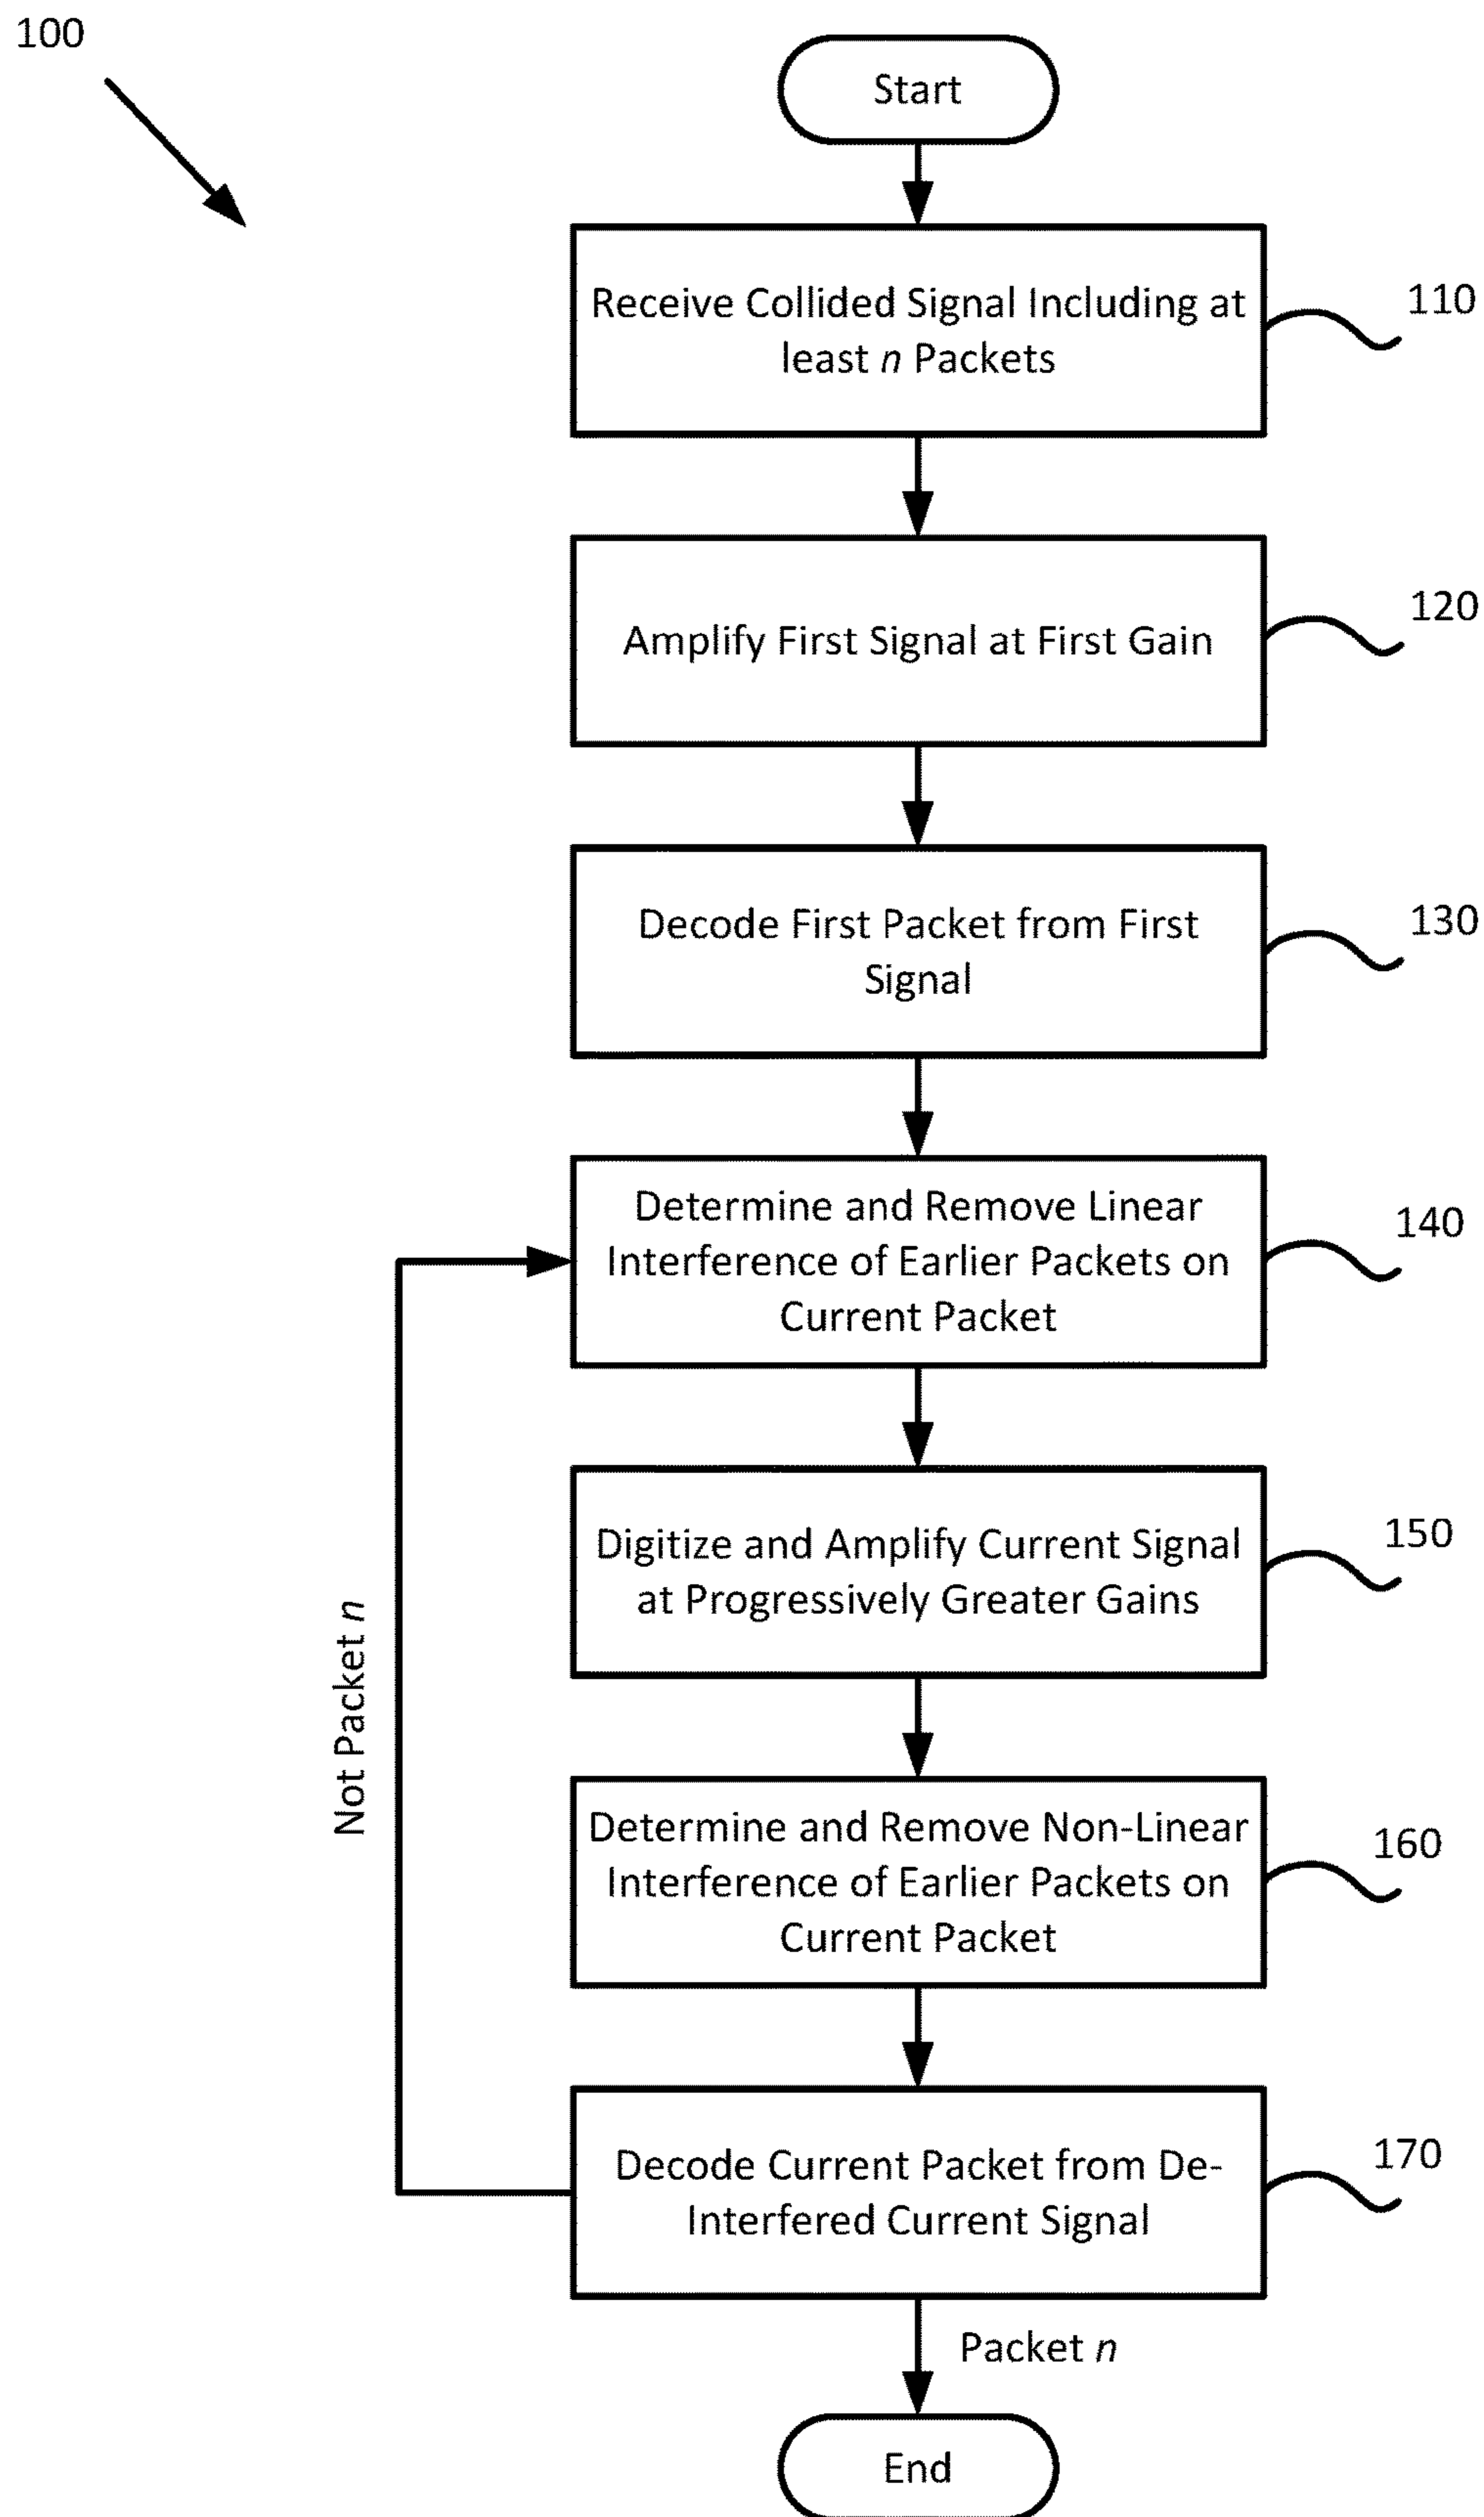 100
Start
Receive Collided Signal Including at
least n Packets
110
Amplify First Signal at First Gain
120
Decode First Packet from First
Signal
130
Determine and Remove Linear
Interference of Earlier Packets on
Current Packet
140
Digitize and Amplify Current Signal
at Progressively Greater Gains
150
Not Packet n
Determine and Remove Non-Linear
Interference of Earlier Packets on
Current Packet
160
Decode Current Packet from De-
Interfered Current Signal
170
Packet n
End